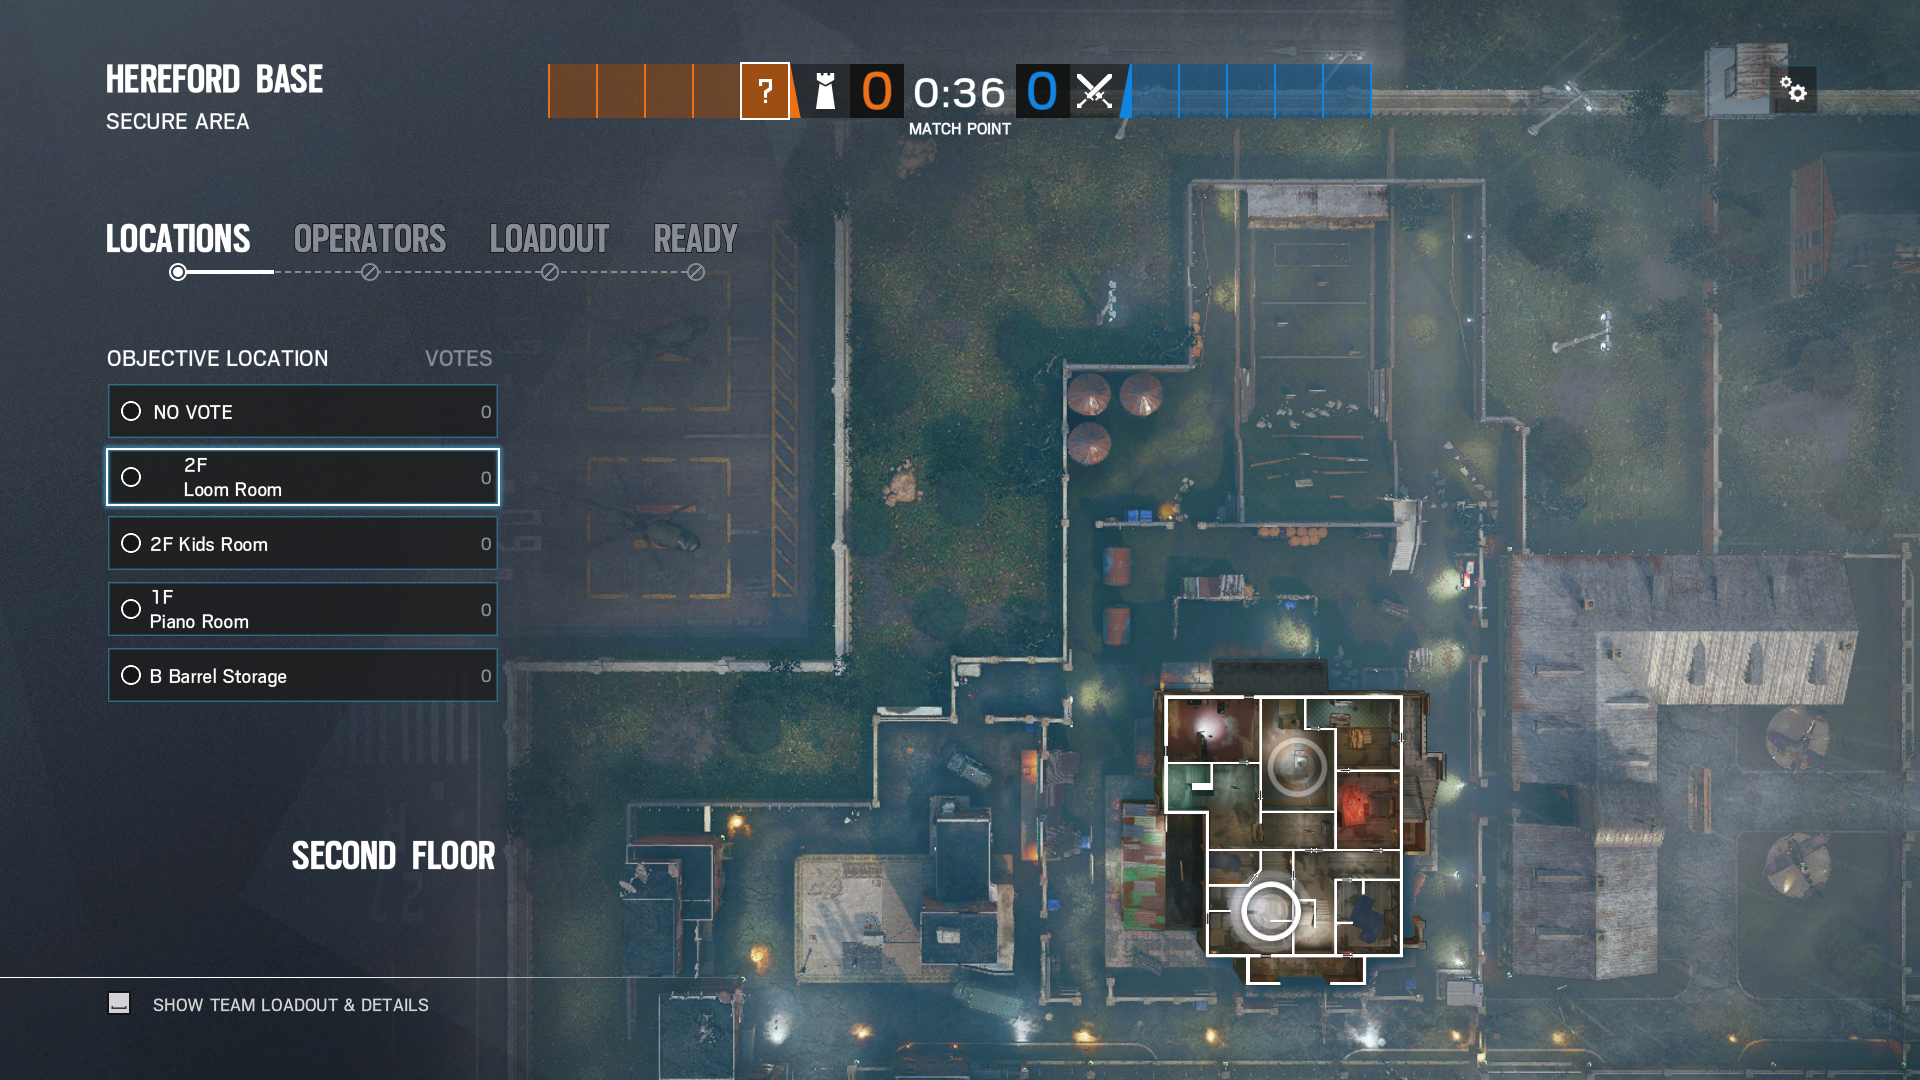 HEREFORD BASE
SECURE AREA
?
0
0:36
0
MATCH POINT
LOCATIONS
OPERATORS
LOADOUT
READY
OBJECTIVE LOCATION
VOTES
NO VOTE
0
2F
Loom Room
0
2F Kids Room
0
1F
Piano Room
0
B Barrel Storage
0
SECOND FLOOR
SHOW TEAM LOADOUT & DETAILS